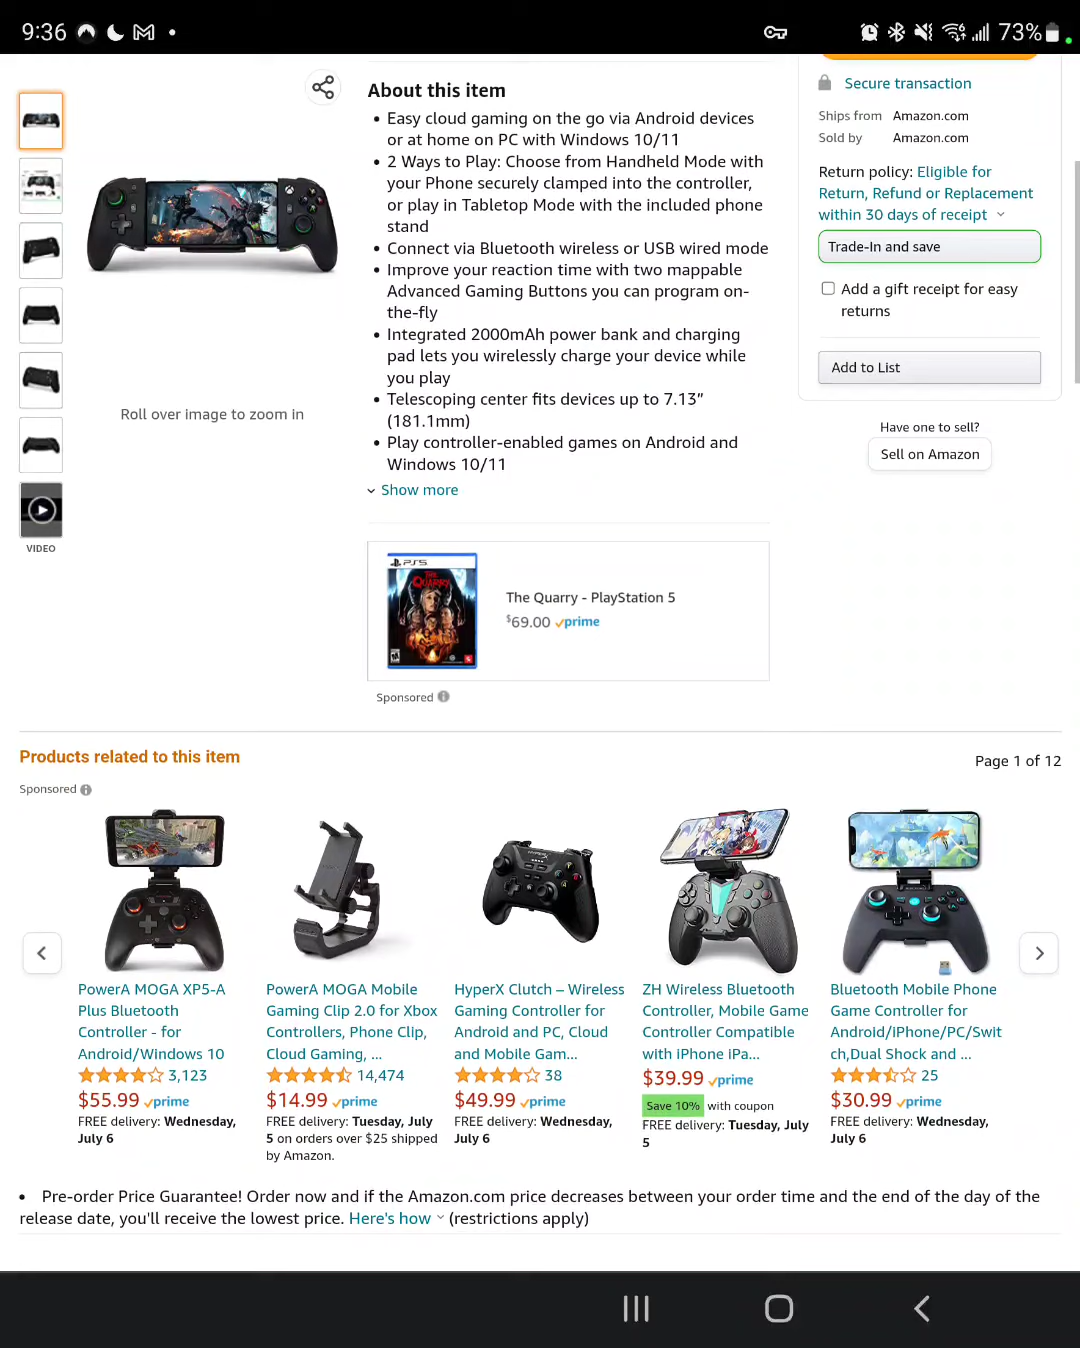 9:36
73%
About this item
• Easy cloud gaming on the go via Android devices
or at home on PC with Windows 10/11
• 2 Ways to Play: Choose from Handheld Mode with
your Phone securely clamped into the controller,
or play in Tabletop Mode with the included phone
stand
• Connect via Bluetooth wireless or USB wired mode
• Improve your reaction time with two mappable
Advanced Gaming Buttons you can program on-
the-fly
• Integrated 2000mAh power bank and charging
pad lets you wirelessly charge your device while
you play
• Telescoping center fits devices up to 7.13”
(181.1mm)
• Play controller-enabled games on Android and
Windows 10/11
Show more
Roll over image to zoom in
VIDEO
Secure transaction
Ships from Amazon.com
Sold by Amazon.com
Return policy: Eligible for
Return, Refund or Replacement
within 30 days of receipt
Trade-In and save
Add a gift receipt for easy
returns
Add to List
Have one to sell?
Sell on Amazon
PS5
THE
QUARRY
The Quarry - PlayStation 5
$69.00 prime
Sponsored
Products related to this item
Page 1 of 12
Sponsored
PowerA MOGA XP5-A
Plus Bluetooth
Controller - for
Android/Windows 10
3,123
$55.99 prime
FREE delivery: Wednesday,
July 6
PowerA MOGA Mobile
Gaming Clip 2.0 for Xbox
Controllers, Phone Clip,
Cloud Gaming, ...
14,474
$14.99 prime
FREE delivery: Tuesday, July
5 on orders over $25 shipped
by Amazon.
HyperX Clutch – Wireless
Gaming Controller for
Android and PC, Cloud
and Mobile Gam...
38
$49.99 prime
FREE delivery: Wednesday,
July 6
ZH Wireless Bluetooth
Controller, Mobile Game
Controller Compatible
with iPhone iPa...
$39.99 prime
Save 10% with coupon
FREE delivery: Tuesday, July
5
Bluetooth Mobile Phone
Game Controller for
Android/iPhone/PC/Swit
ch,Dual Shock and ...
25
$30.99 prime
FREE delivery: Wednesday,
July 6
• Pre-order Price Guarantee! Order now and if the Amazon.com price decreases between your order time and the end of the day of the
release date, you'll receive the lowest price. Here's how (restrictions apply)